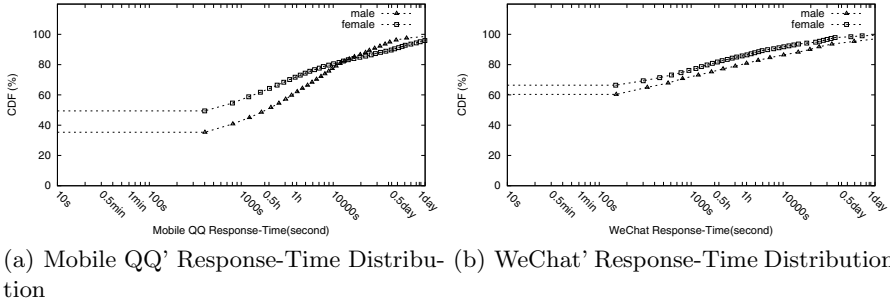 male
female
100
80
60
40
20
0
CDF (%)
10s
0.5min
100s
1000s
0.5h
1h
10000s
0.5day
1day
Mobile QQ Response-Time(second)
(a) Mobile QQ' Response-Time Distribu-
tion
male
female
100
80
60
40
20
0
CDF (%)
10s
0.5min
100s
1000s
0.5h
1h
10000s
0.5day
1day
WeChat Response-Time(second)
(b) WeChat' Response-Time Distribution